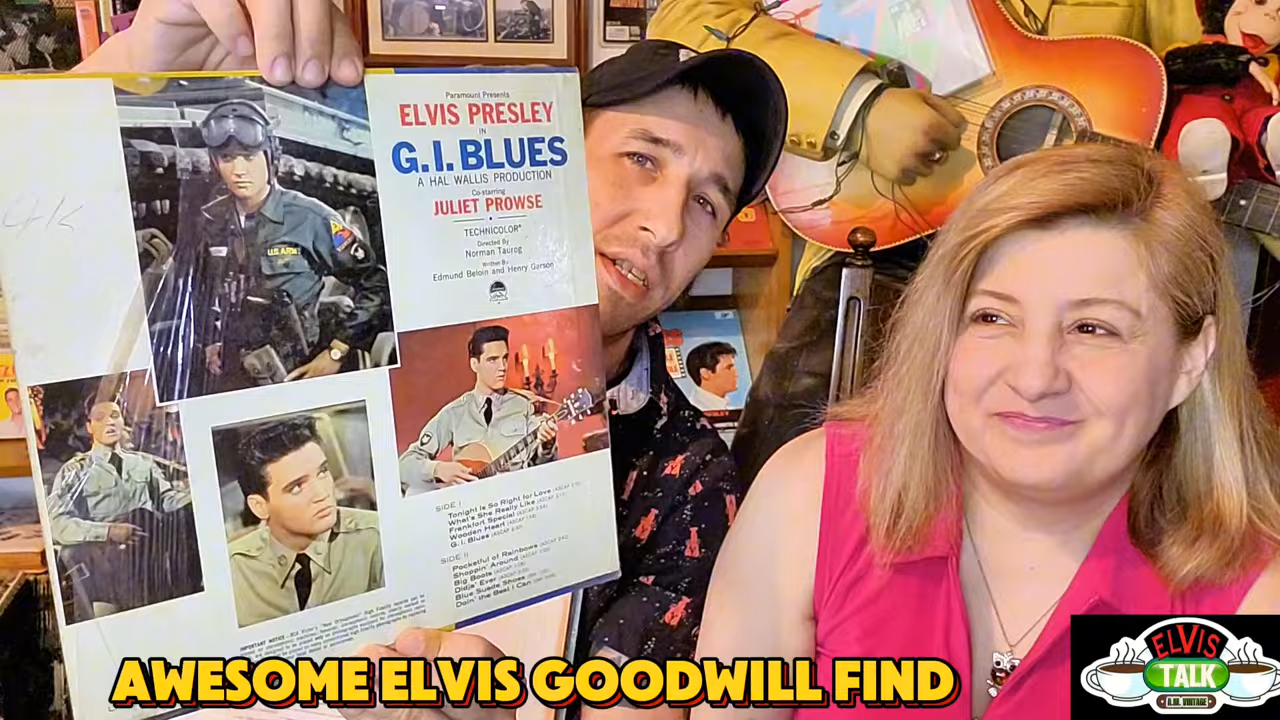 Paramount Presents
ELVIS PRESLEY
IN
G.I. BLUES
A HAL WALLIS PRODUCTION
Co-starring
JULIET PROWSE
TECHNICOLOR®
Directed By
Norman Taurog
Written By
Edmund Beloin and Henry Garson
U.S. ARMY
SIDE I
Tonight Is So Right for Love
What's She Really Like
Frankfort Special
Wooden Heart
G. I. Blues
SIDE II
Pocketful of Rainbows
Shoppin' Around
Big Boots
Didja' Ever
Blue Suede Shoes
Doin' the Best I Can
IMPORTANT NOTICE
AWESOME ELVIS GOODWILL FIND
ELVIS
TALK
VINTAGE